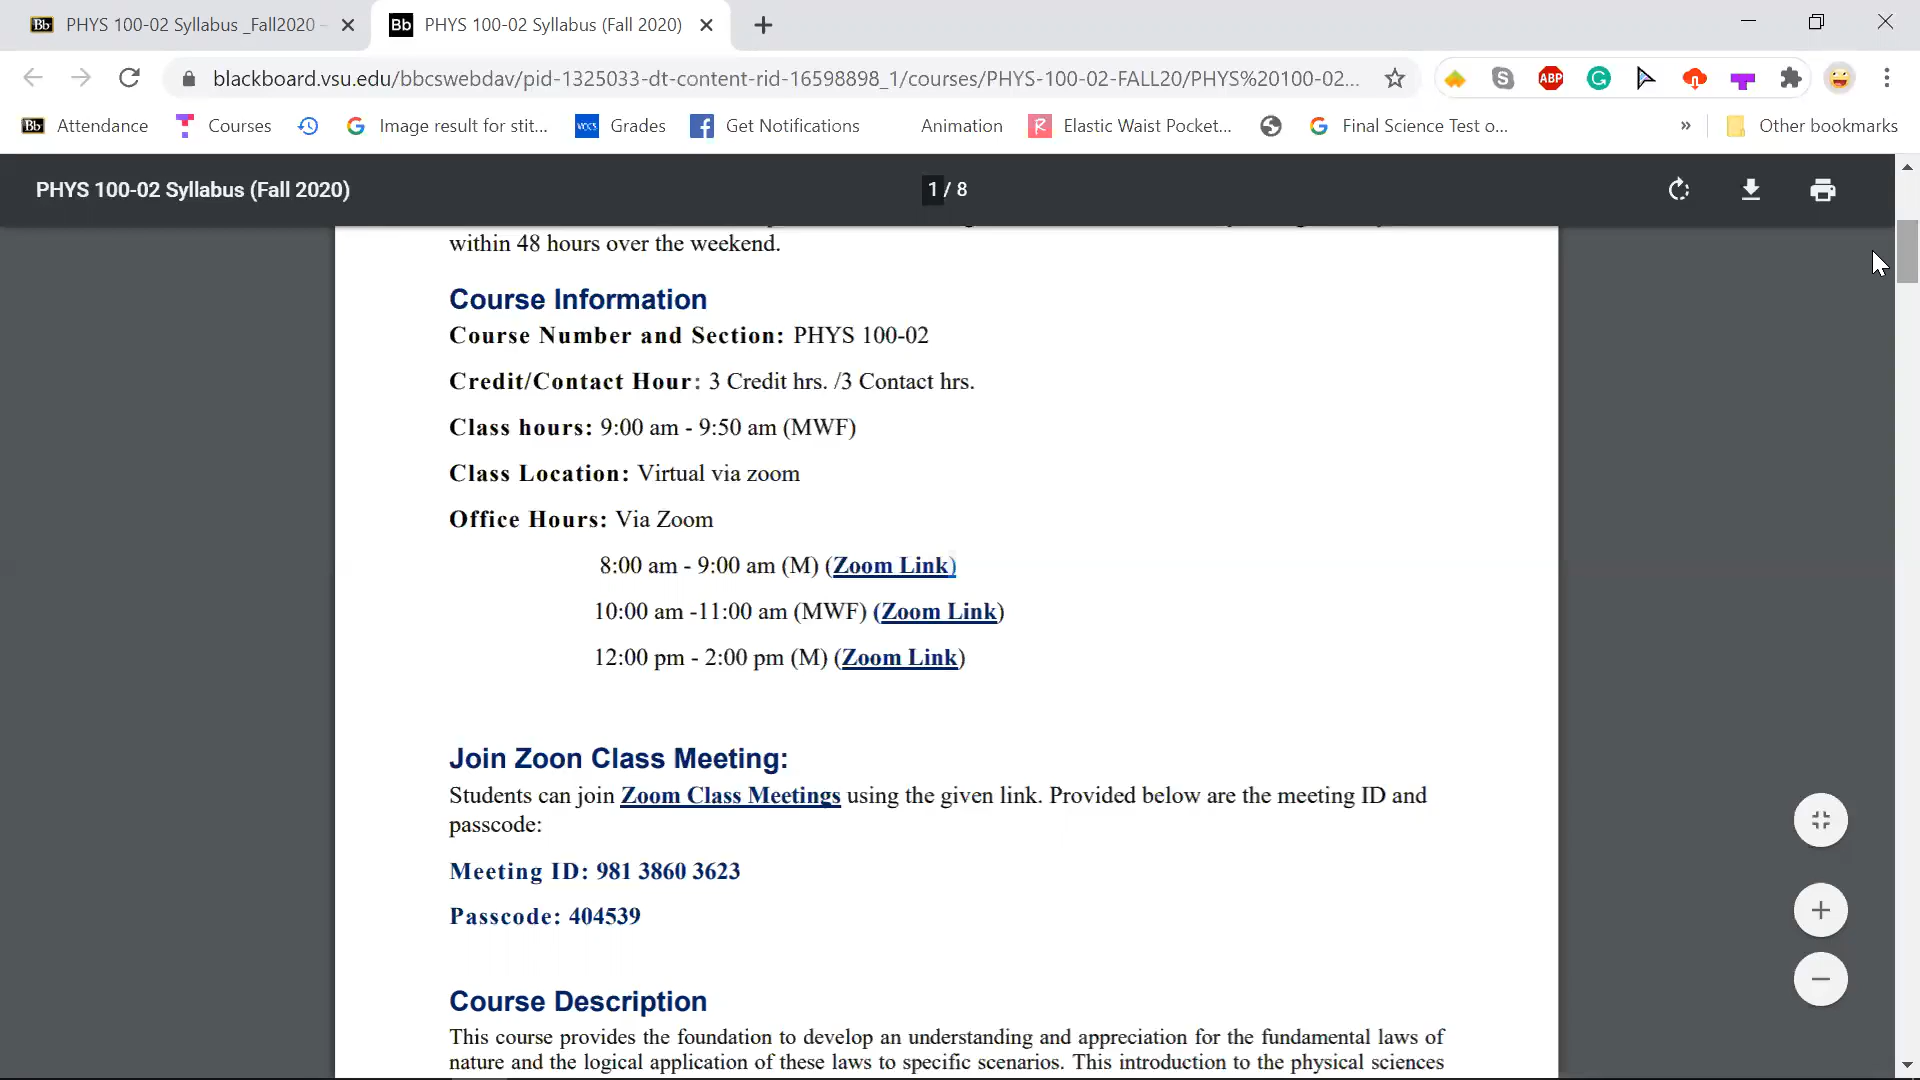 PHYS 100-02 Syllabus _Fall2020 -
Bb PHYS 100-02 Syllabus (Fall 2020)
blackboard.vsu.edu/bbcswebdav/pid-1325033-dt-content-rid-16598898_1/courses/PHYS-100-02-FALL20/PHYS%20100-02...
ABP
Bb Attendance Courses Image result for stit... VCCS Grades Get Notifications Animation R Elastic Waist Pocket... Final Science Test o... » Other bookmarks
PHYS 100-02 Syllabus (Fall 2020) 1 / 8
within 48 hours over the weekend.
Course Information
Course Number and Section: PHYS 100-02
Credit/Contact Hour: 3 Credit hrs. /3 Contact hrs.
Class hours: 9:00 am - 9:50 am (MWF)
Class Location: Virtual via zoom
Office Hours: Via Zoom
8:00 am - 9:00 am (M) (Zoom Link)
10:00 am -11:00 am (MWF) (Zoom Link)
12:00 pm - 2:00 pm (M) (Zoom Link)
Join Zoon Class Meeting:
Students can join Zoom Class Meetings using the given link. Provided below are the meeting ID and
passcode:
Meeting ID: 981 3860 3623
Passcode: 404539
Course Description
This course provides the foundation to develop an understanding and appreciation for the fundamental laws of
nature and the logical application of these laws to specific scenarios. This introduction to the physical sciences